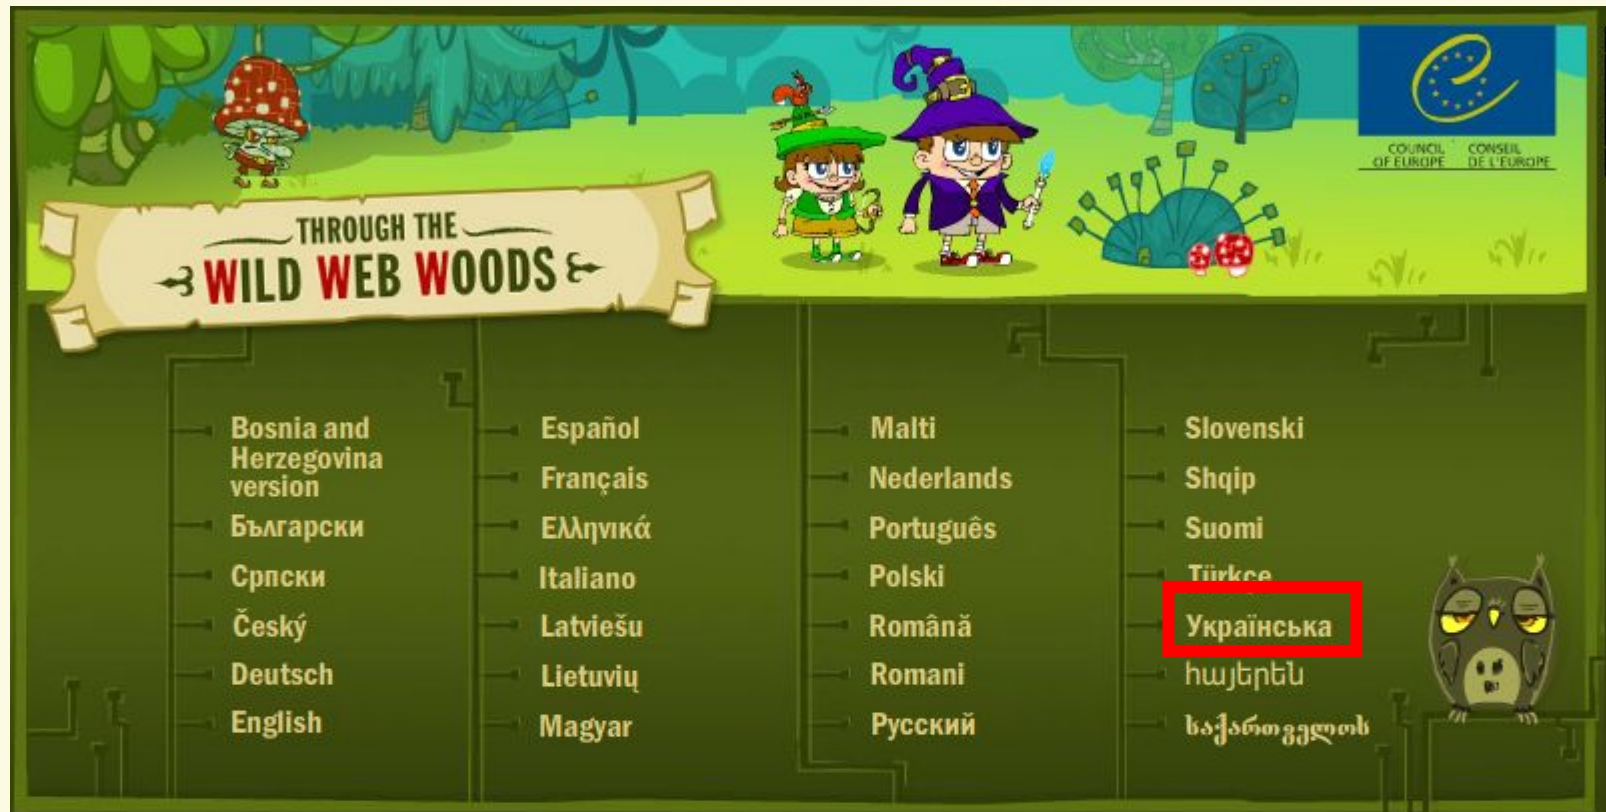 COUNCIL CONSEIL
OF EUROPE DE L'EUROPE
THROUGH THE
WILD WEB WOODS
Bosnia and
Herzegovina
version
Български
Српски
Český
Deutsch
English
Español
Français
Ελληνικά
Italiano
Latviešu
Lietuvių
Magyar
Malti
Nederlands
Português
Polski
Română
Romani
Русский
Slovenski
Shqip
Suomi
Türkçe
Українська
հայերեն
საქართველოს